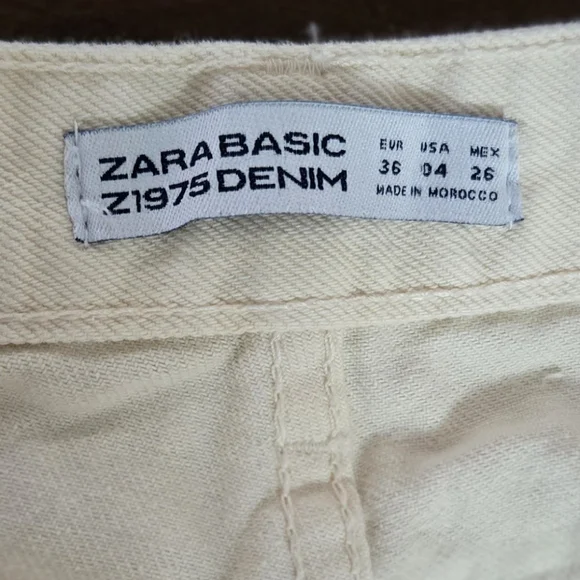 ZARA BASIC
Z1975 DENIM
EUR USA MEX
36 04 26
MADE IN MOROCCO